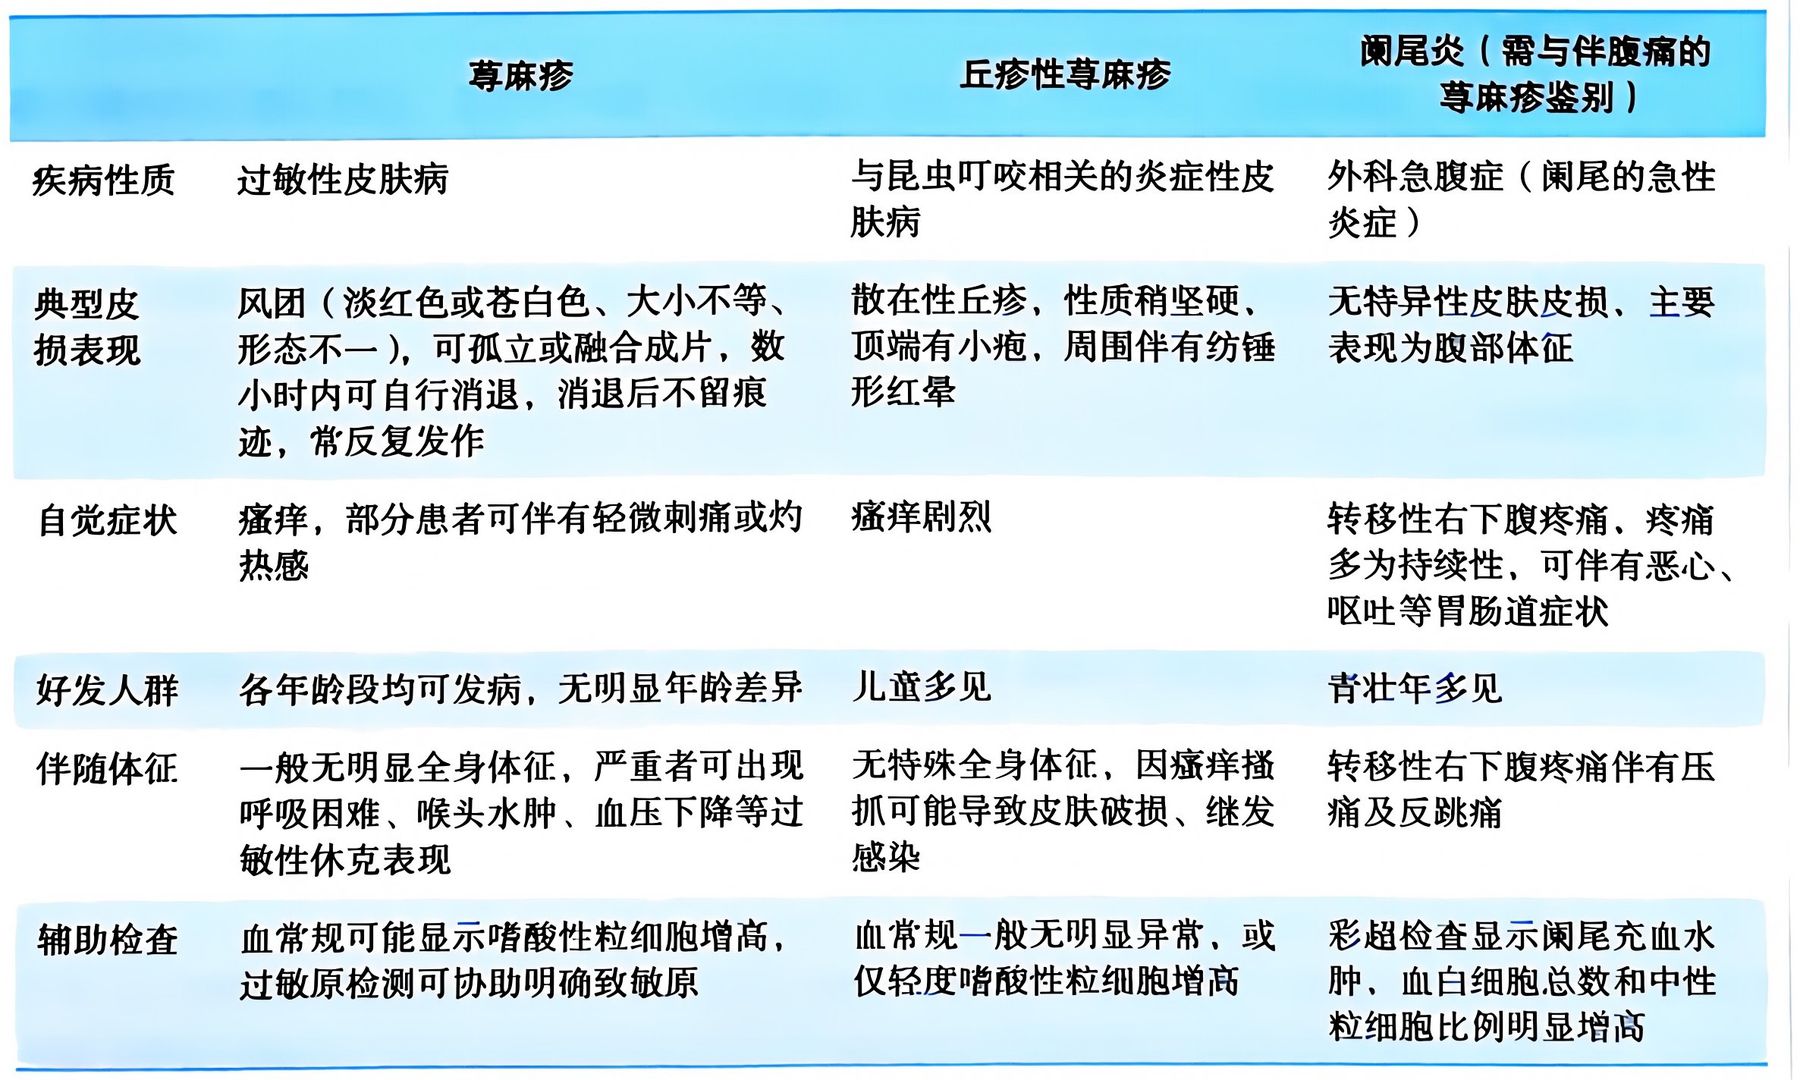 荨麻疹
丘疹性荨麻疹
阑尾炎（需与伴腹痛的
荨麻疹鉴别）
疾病性质
过敏性皮肤病
与昆虫叮咬相关的炎症性皮
肤病
外科急腹症（阑尾的急性
炎症）
典型皮
损表现
风团（淡红色或苍白色、大小不等、
形态不一），可孤立或融合成片，数
小时内可自行消退，消退后不留痕
迹，常反复发作
散在性丘疹，性质稍坚硬，
顶端有小疱，周围伴有纺锤
形红晕
无特异性皮肤皮损，主要
表现为腹部体征
自觉症状
瘙痒，部分患者可伴有轻微刺痛或灼
热感
瘙痒剧烈
转移性右下腹疼痛，疼痛
多为持续性，可伴有恶心、
呕吐等胃肠道症状
好发人群
各年龄段均可发病，无明显年龄差异
儿童多见
青壮年多见
伴随体征
一般无明显全身体征，严重者可出现
呼吸困难、喉头水肿、血压下降等过
敏性休克表现
无特殊全身体征，因瘙痒搔
抓可能导致皮肤破损、继发
感染
转移性右下腹疼痛伴有压
痛及反跳痛
辅助检查
血常规可能显示嗜酸性粒细胞增高，
过敏原检测可协助明确致敏原
血常规一般无明显异常，或
仅轻度嗜酸性粒细胞增高
彩超检查显示阑尾充血水
肿，血白细胞总数和中性
粒细胞比例明显增高